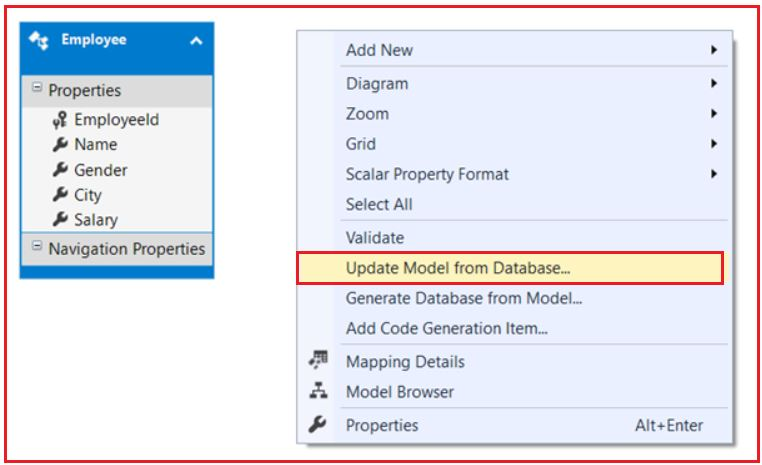 Employee
Properties
EmployeeId
Name
Gender
City
Salary
Navigation Properties
Add New
Diagram
Zoom
Grid
Scalar Property Format
Select All
Validate
Update Model from Database...
Generate Database from Model...
Add Code Generation Item...
Mapping Details
Model Browser
Properties Alt+Enter